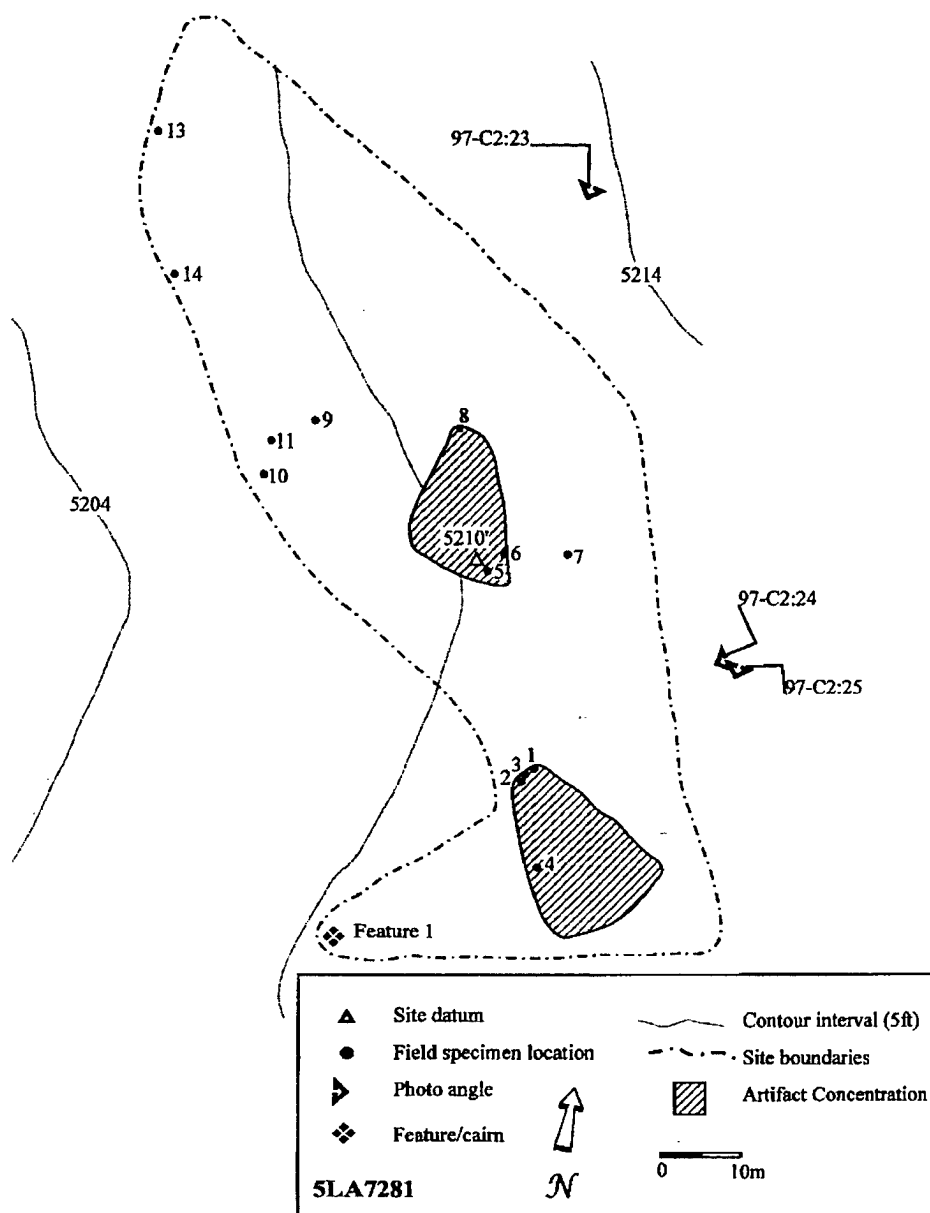 13
97-C2:23
14
5214
8
9
11
10
5204
5210'
6
7
5
97-C2:24
97-C2:25
1
3
2
4
Feature 1
Site datum
Contour interval (5ft)
Field specimen location
Site boundaries
Photo angle
Artifact Concentration
Feature/cairn
0 10m
5LA7281
N